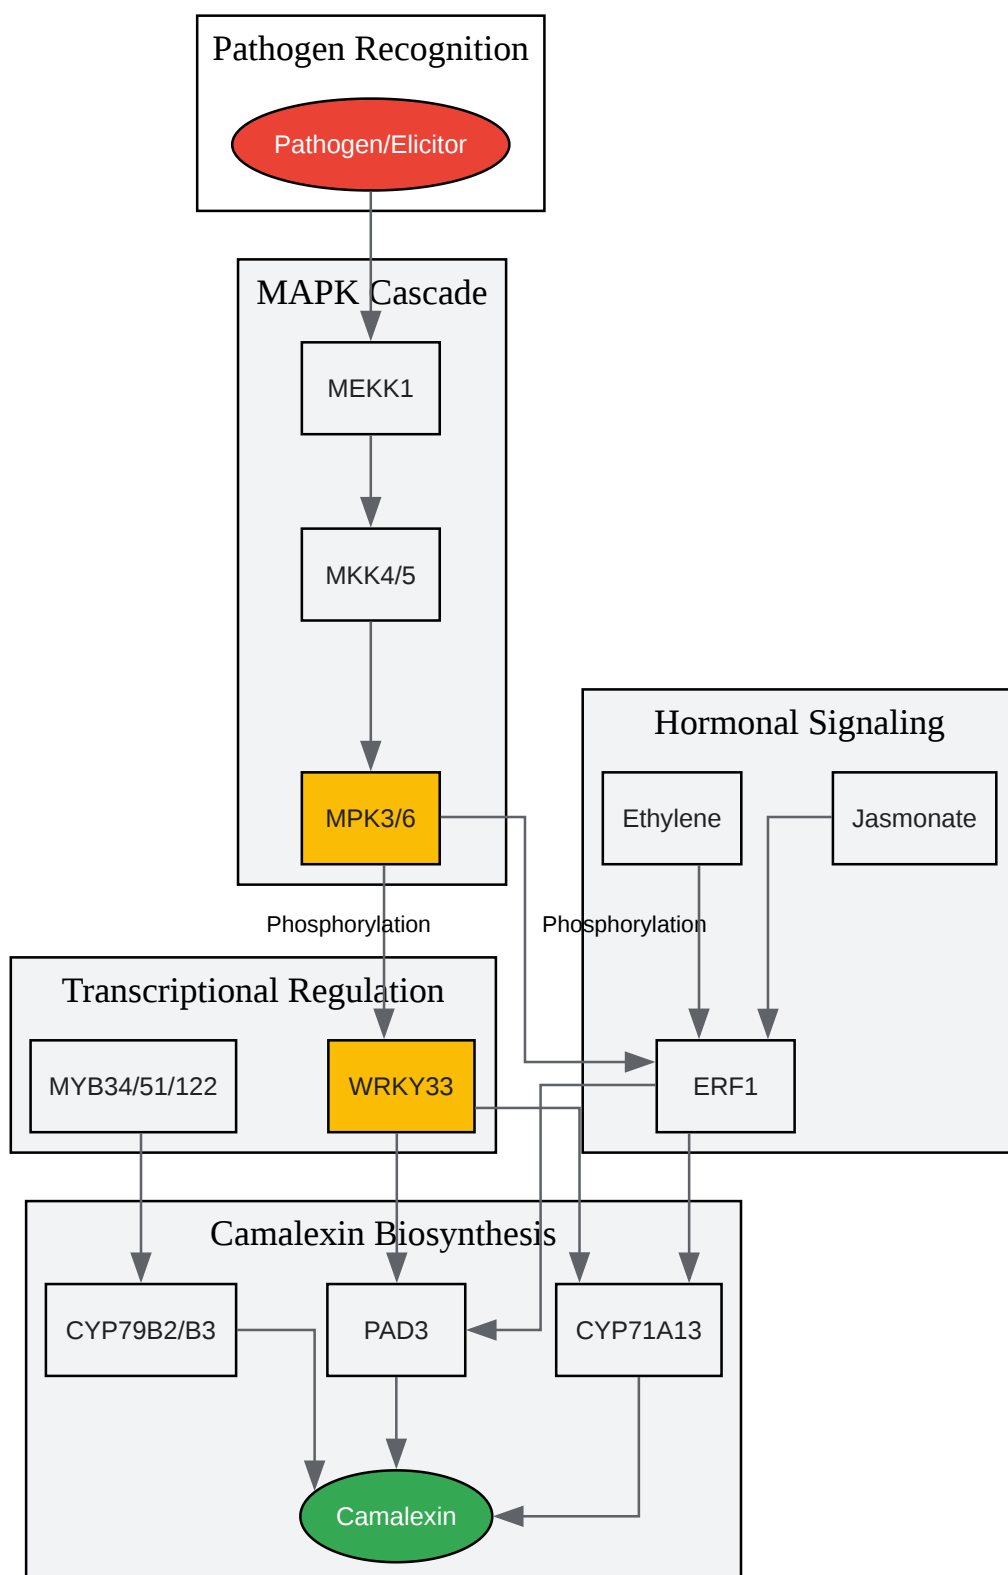 Pathogen Recognition
Pathogen/Elicitor
MAPK Cascade
MEKK1
MKK4/5
MPK3/6
Hormonal Signaling
Ethylene
Jasmonate
Phosphorylation
Phosphorylation
Transcriptional Regulation
MYB34/51/122
WRKY33
ERF1
Camalexin Biosynthesis
CYP79B2/B3
PAD3
CYP71A13
Camalexin